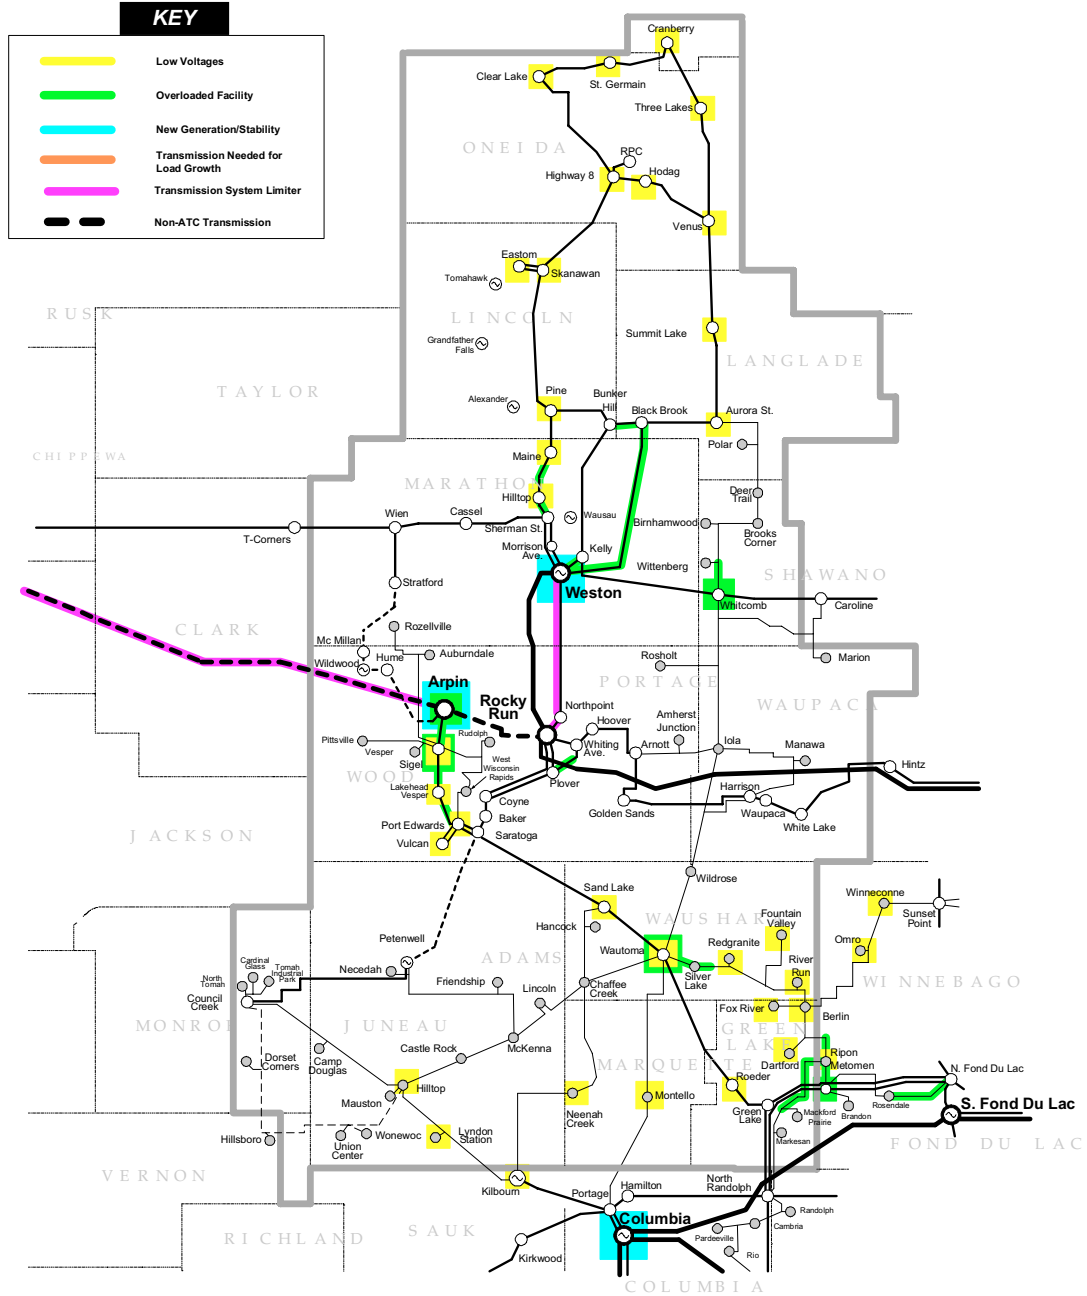 KEY
Low Voltages
Overloaded Facility
New Generation/Stability
Transmission Needed for
Load Growth
Transmission System Limiter
Non-ATC Transmission
Cranberry
Clear Lake
St. Germain
Three Lakes
ONEIDA
RPC
Highway 8
Hodag
Venus
Eastom
Skanawan
Tomahawk
RUSK
LINCOLN
Summit Lake
Grandfather
Falls
LANGLADE
TAYLOR
Pine
Bunker
Hill
Alexander
Black Brook
Aurora St.
Polar
CHIPPEWA
Maine
MARATHON
Hilltop
Deer
Trail
Wien
Cassel
Sherman St.
Wausau
Birnhamwood
Brooks
Corner
T-Corners
Morrison
Ave.
Kelly
Wittenberg
SHAWANO
Stratford
Weston
Whitcomb
Caroline
CLARK
Rozellville
Mc Millan
Wildwood
Hume
Auburndale
Rosholt
Marion
Arpin
PORTAGE
WAUPACA
Rocky
Run
Northpoint
Hoover
Amherst
Junction
Pittsville
Vesper
Rudolph
Whiting
Ave.
Arnott
Iola
Manawa
Sigel
West
Wisconsin
Rapids
WOOD
Hintz
Lakehead
Vesper
Plover
Coyne
Golden Sands
Harrison
Waupaca
White Lake
Port Edwards
Baker
Saratoga
Vulcan
JACKSON
Wildrose
Sand Lake
Winneconne
WAUSHARA
Fountain
Valley
Sunset
Point
Hancock
Petenwell
Wautoma
Redgranite
Omro
ADAMS
River
Run
Cardinal
Glass
Tomah
Industrial
Park
North
Tomah
Necedah
Friendship
Chaffee
Creek
Silver
Lake
WINNEBAGO
Council
Creek
Lincoln
Fox River
Berlin
MONROE
JUNEAU
GREEN
LAKE
McKenna
Castle Rock
Dorset
Corners
Camp
Douglas
MARQUETTE
Dartford
Ripon
Metomen
Roeder
N. Fond Du Lac
Hilltop
Mauston
Neenah
Creek
Montello
Green
Lake
Mackford
Prairie
Brandon
Rosendale
S. Fond Du Lac
Hillsboro
Union
Center
Wonewoc
Lyndon
Station
Markesan
FOND DU LAC
VERNON
Kilbourn
Portage
Hamilton
North
Randolph
Randolph
Columbia
Cambria
Pardeeville
SAUK
RICHLAND
Kirkwood
Rio
COLUMBIA